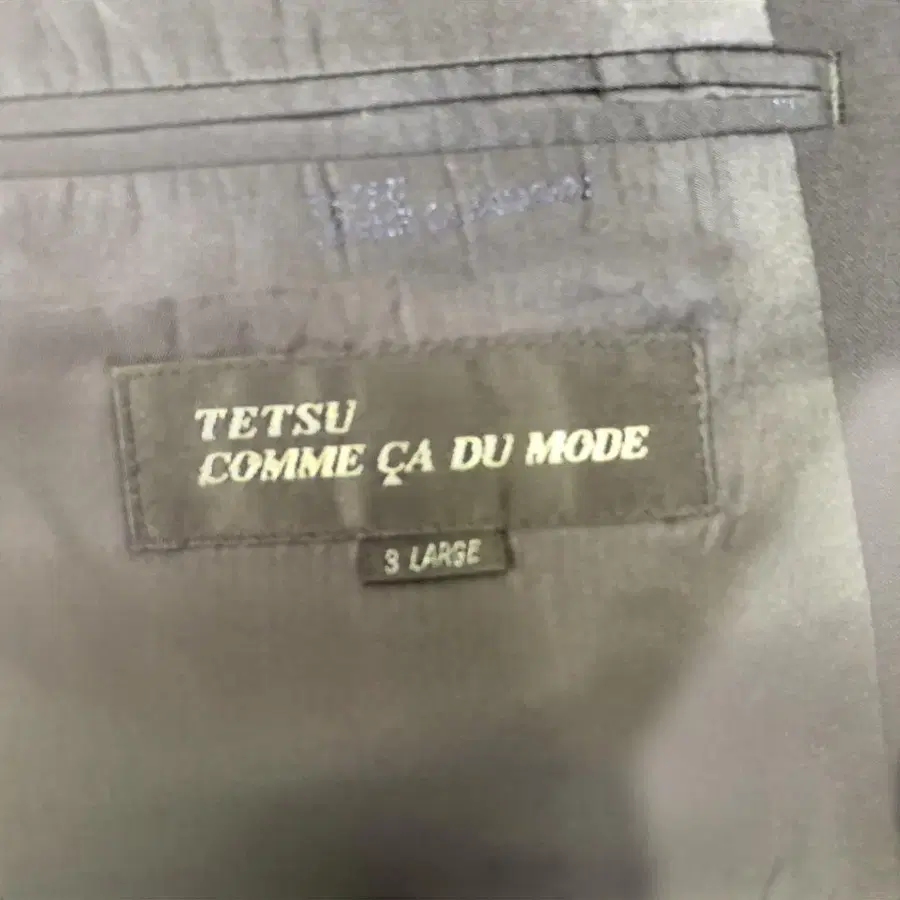 TETSU
COMME ÇA DU MODE
3 LARGE